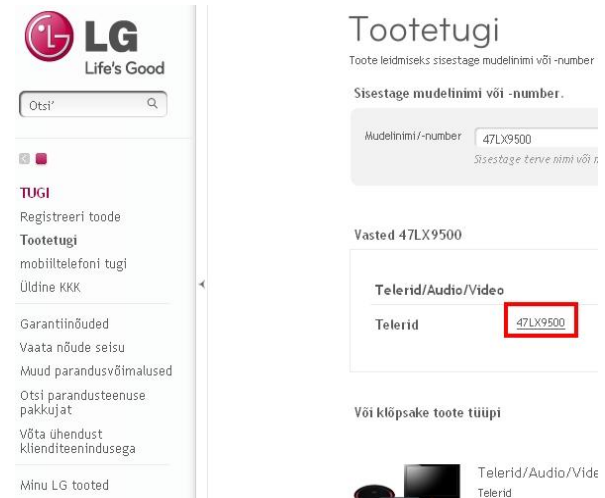 LG
Life's Good
Otsi'
TUGI
Registreeri toode
Tootetugi
mobiiltelefoni tugi
Üldine KKK
Garantiinõuded
Vaata nõude seisu
Muud parandusvõimalused
Otsi parandusteenuse
pakkujat
Võta ühendust
klienditeenindusega
Minu LG tooted
Tootetugi
Toote leidmiseks sisestage mudelinimi või -number
Sisestage mudelinimi või -number.
Mudelinimi/-number
47LX9500
Sisestage terve nimi või
Vasted 47LX9500
Telerid/Audio/Video
Telerid
47LX9500
Või klõpsake toote tüüpi
Telerid/Audio/Vide
Telerid